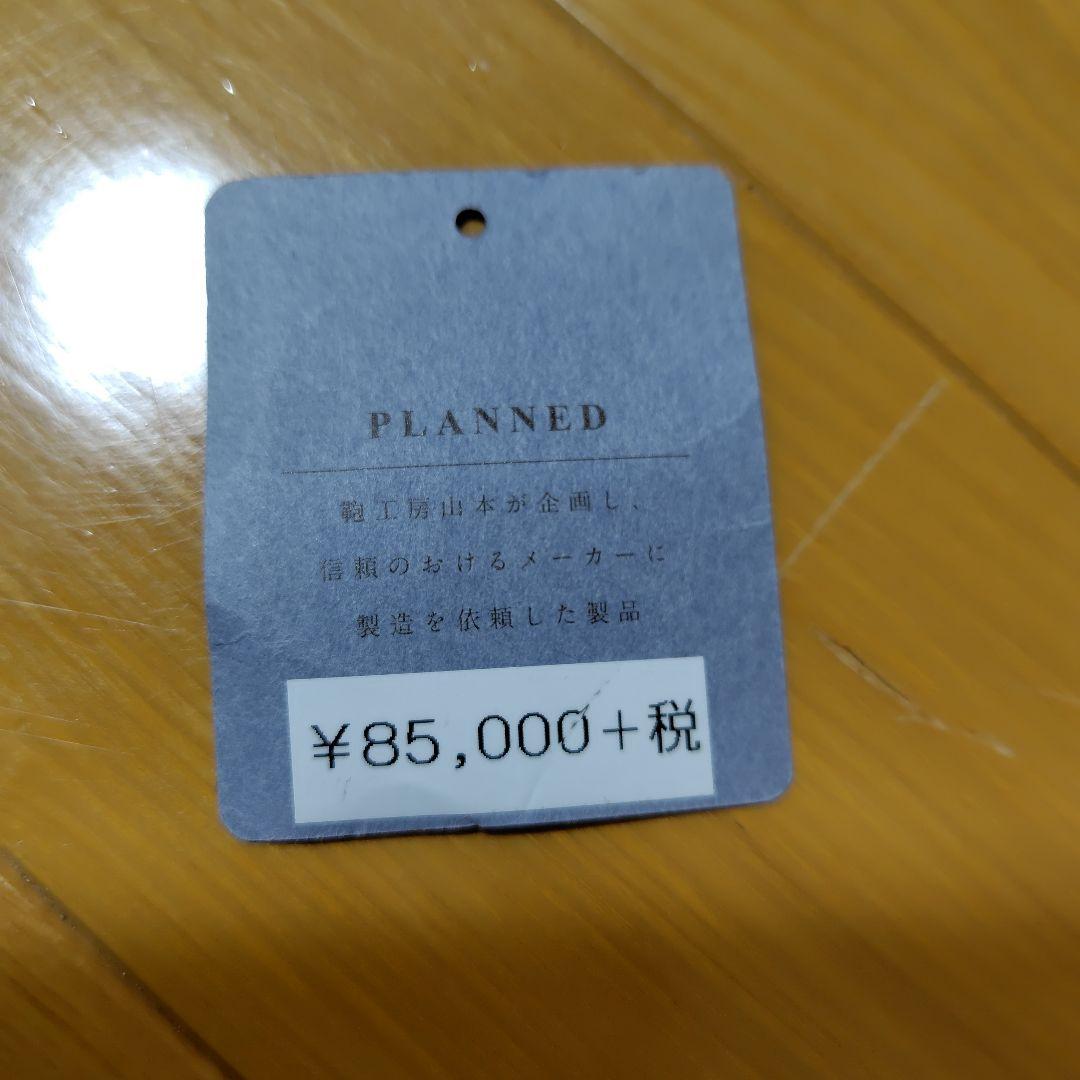 PLANNED
鞄工房山本が企画し、
信頼のおけるメーカーに
製造を依頼した製品
¥85,000+税